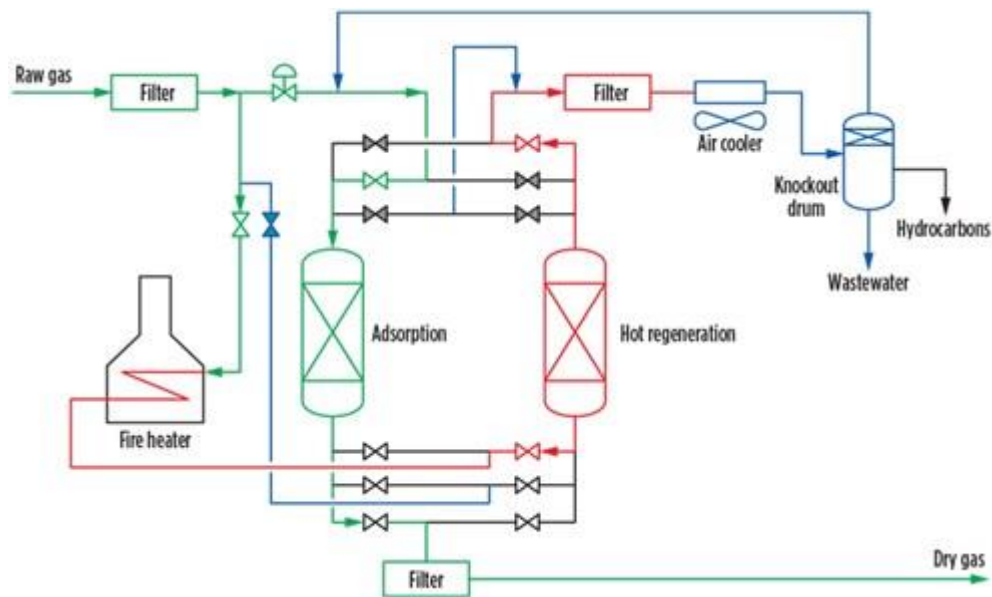 Raw gas
Filter
Filter
Air cooler
Knockout
drum
Hydrocarbons
Wastewater
Adsorption
Hot regeneration
Fire heater
Filter
Dry gas